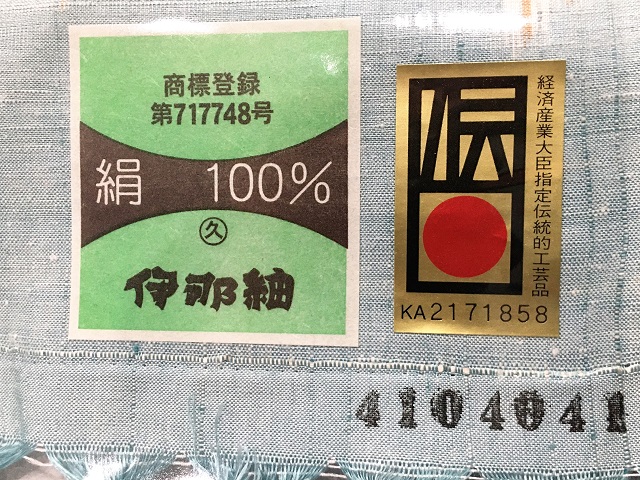 商標登録
第717748号
絹 100%
久
伊那紬
伝
経済産業大臣指定伝統的工芸品
KA2171858
4104041